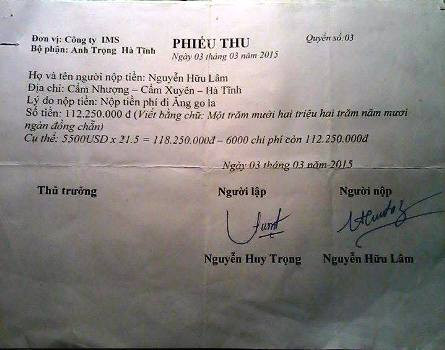 Đơn vị: Công ty IMS
Bộ phận: Anh Trọng Hà Tĩnh
PHIẾU THU
Quyển số:03
Ngày 03 tháng 03 năm 2015
Họ và tên người nộp tiền: Nguyễn Hữu Lâm
Địa chỉ: Cẩm Nhượng – Cẩm Xuyên – Hà Tĩnh
Lý do nộp tiền: Nộp tiền phí đi Ăng go la
Số tiền: 112.250.000 đ (Viết bằng chữ: Một trăm mười hai triệu hai trăm năm mươi
ngàn đồng chẵn)
Cụ thể: 5500USD x 21.5 = 118.250.000đ – 6000 chi phí còn 112.250.000đ
Ngày 03 tháng 03 năm 2015
Thủ trưởng Người lập Người nộp
Nguyễn Huy Trọng Nguyễn Hữu Lâm